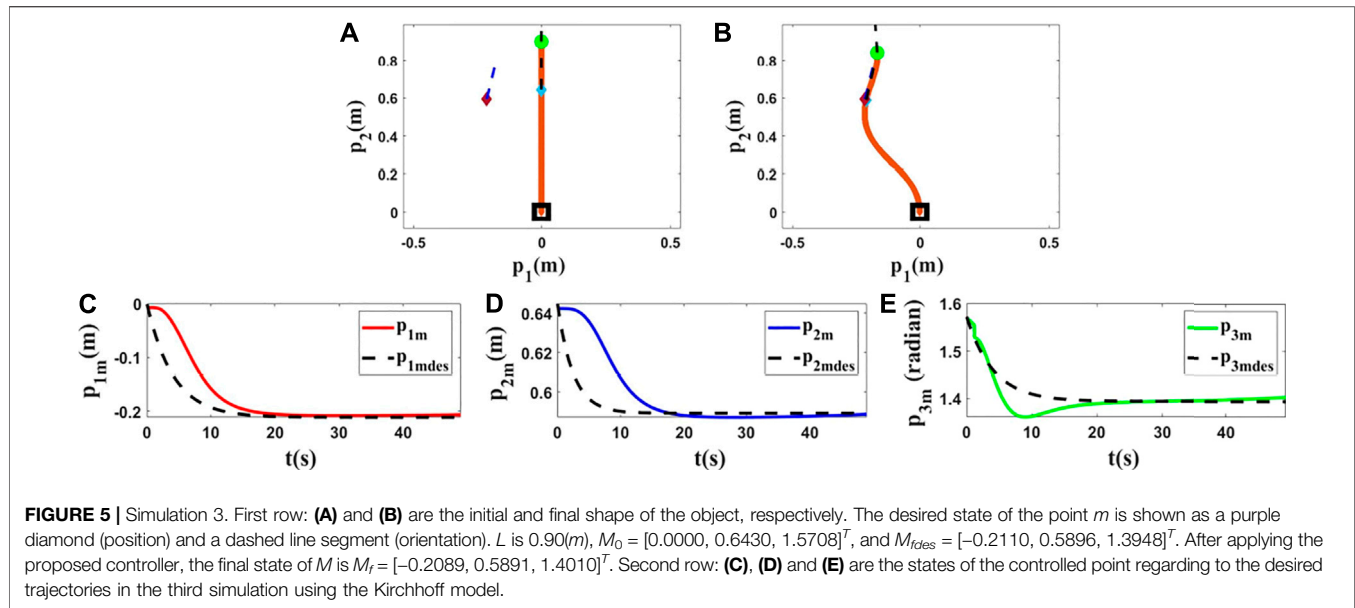 A
B
p2(m)
0.8
0.6
0.4
0.2
0
-0.5
0
0.5
p1(m)
p2(m)
0.8
0.6
0.4
0.2
0
-0.5
0
0.5
p1(m)
C
D
E
p1m(m)
0
-0.1
-0.2
0
10
20
30
40
t(s)
p1m
p1mdes
p2m(m)
0.64
0.62
0.6
0
10
20
30
40
t(s)
p2m
p2mdes
p3m (radian)
1.6
1.5
1.4
0
10
20
30
40
t(s)
p3m
p3mdes
FIGURE 5 | Simulation 3. First row: (A) and (B) are the initial and final shape of the object, respectively. The desired state of the point m is shown as a purple
diamond (position) and a dashed line segment (orientation). L is 0.90(m), M0 = [0.0000, 0.6430, 1.5708]^T, and Mfdes = [−0.2110, 0.5896, 1.3948]^T. After applying the
proposed controller, the final state of M is Mf = [−0.2089, 0.5891, 1.4010]^T. Second row: (C), (D) and (E) are the states of the controlled point regarding to the desired
trajectories in the third simulation using the Kirchhoff model.